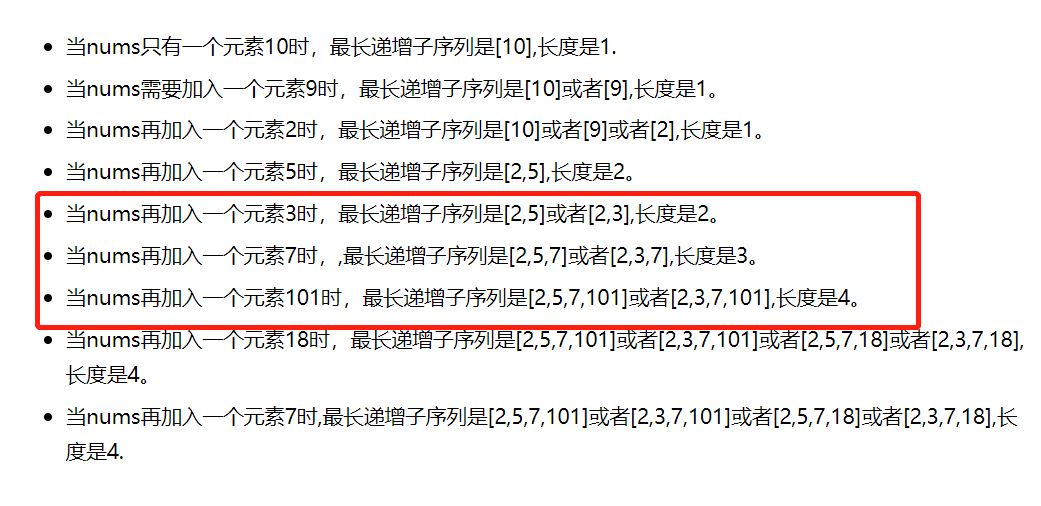 当nums只有一个元素10时，最长递增子序列是[10],长度是1.
当nums需要加入一个元素9时，最长递增子序列是[10]或者[9],长度是1。
当nums再加入一个元素2时，最长递增子序列是[10]或者[9]或者[2],长度是1。
当nums再加入一个元素5时，最长递增子序列是[2,5],长度是2。
当nums再加入一个元素3时，最长递增子序列是[2,5]或者[2,3],长度是2。
当nums再加入一个元素7时，,最长递增子序列是[2,5,7]或者[2,3,7],长度是3。
当nums再加入一个元素101时，最长递增子序列是[2,5,7,101]或者[2,3,7,101],长度是4。
当nums再加入一个元素18时，最长递增子序列是[2,5,7,101]或者[2,3,7,101]或者[2,5,7,18]或者[2,3,7,18],
长度是4。
当nums再加入一个元素7时,最长递增子序列是[2,5,7,101]或者[2,3,7,101]或者[2,5,7,18]或者[2,3,7,18],长
度是4.